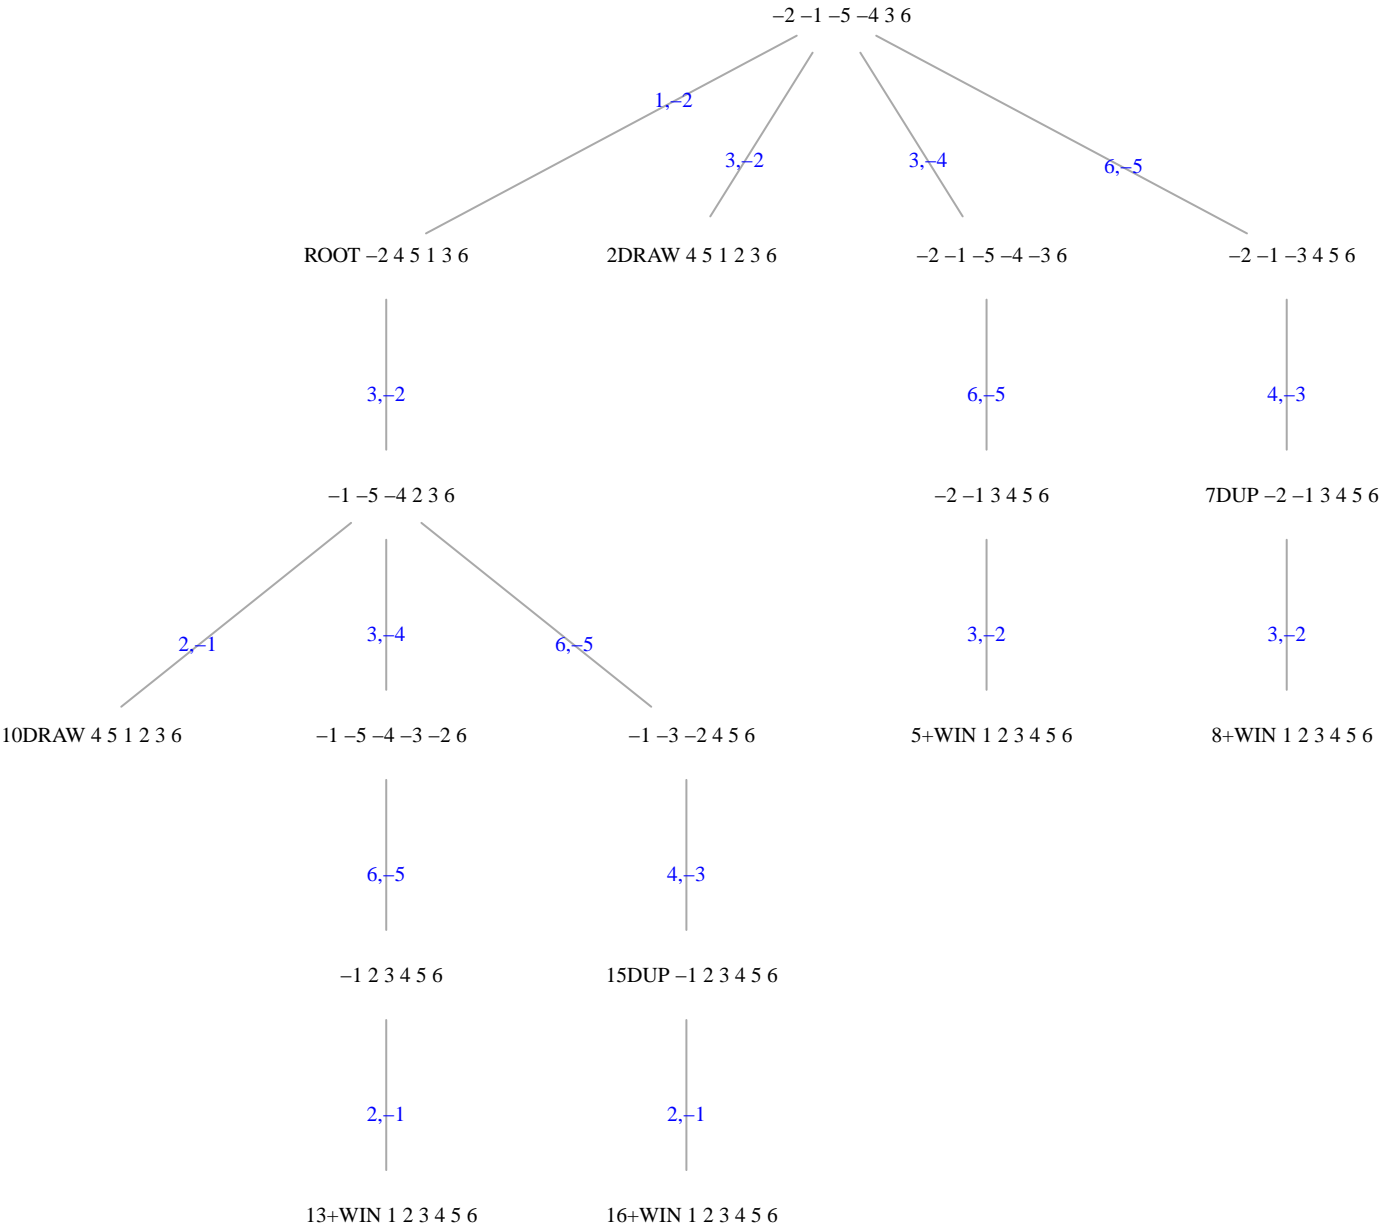 –2 –1 –5 –4 3 6
1,–2
3,–2
3,–4
6,–5
ROOT –2 4 5 1 3 6
2DRAW 4 5 1 2 3 6
–2 –1 –5 –4 –3 6
–2 –1 –3 4 5 6
3,–2
6,–5
4,–3
–1 –5 –4 2 3 6
–2 –1 3 4 5 6
7DUP –2 –1 3 4 5 6
2,–1
3,–4
6,–5
3,–2
3,–2
10DRAW 4 5 1 2 3 6
–1 –5 –4 –3 –2 6
–1 –3 –2 4 5 6
5+WIN 1 2 3 4 5 6
8+WIN 1 2 3 4 5 6
6,–5
4,–3
–1 2 3 4 5 6
15DUP –1 2 3 4 5 6
2,–1
2,–1
13+WIN 1 2 3 4 5 6
16+WIN 1 2 3 4 5 6